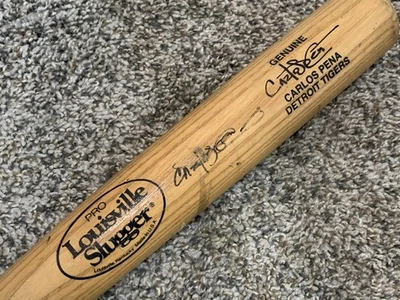 PRO
Louisville
Slugger®
GENUINE
CARLOS PENA
DETROIT TIGERS